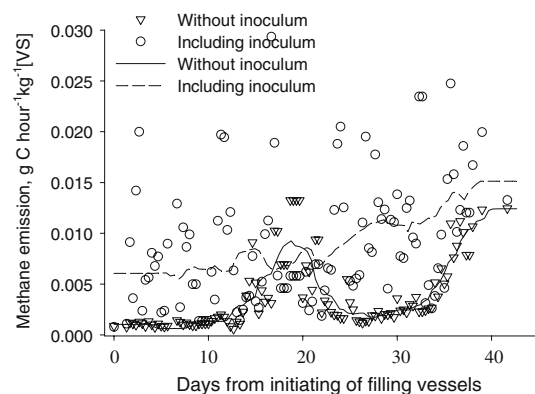 Without inoculum
Including inoculum
Without inoculum
Including inoculum
Methane emission, g C hour⁻¹kg⁻¹[VS]
0.030
0.025
0.020
0.015
0.010
0.005
0.000
0 10 20 30 40
Days from initiating of filling vessels